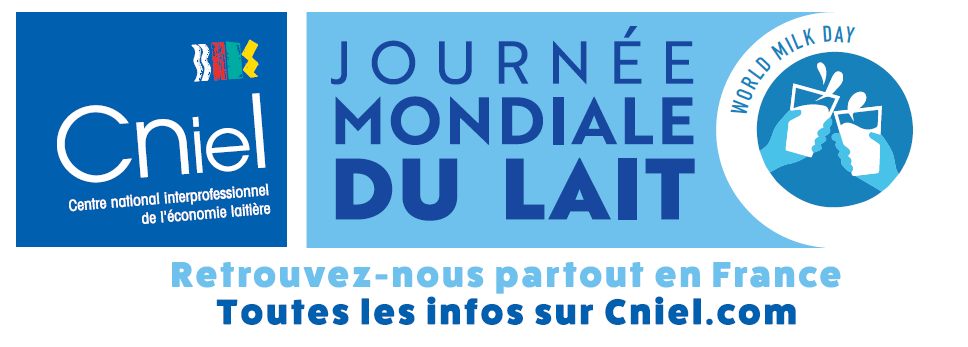 Cniel
Centre national interprofessionnel
de l'économie laitière
JOURNÉE
MONDIALE
DU LAIT
WORLD MILK DAY
Retrouvez-nous partout en France
Toutes les infos sur Cniel.com